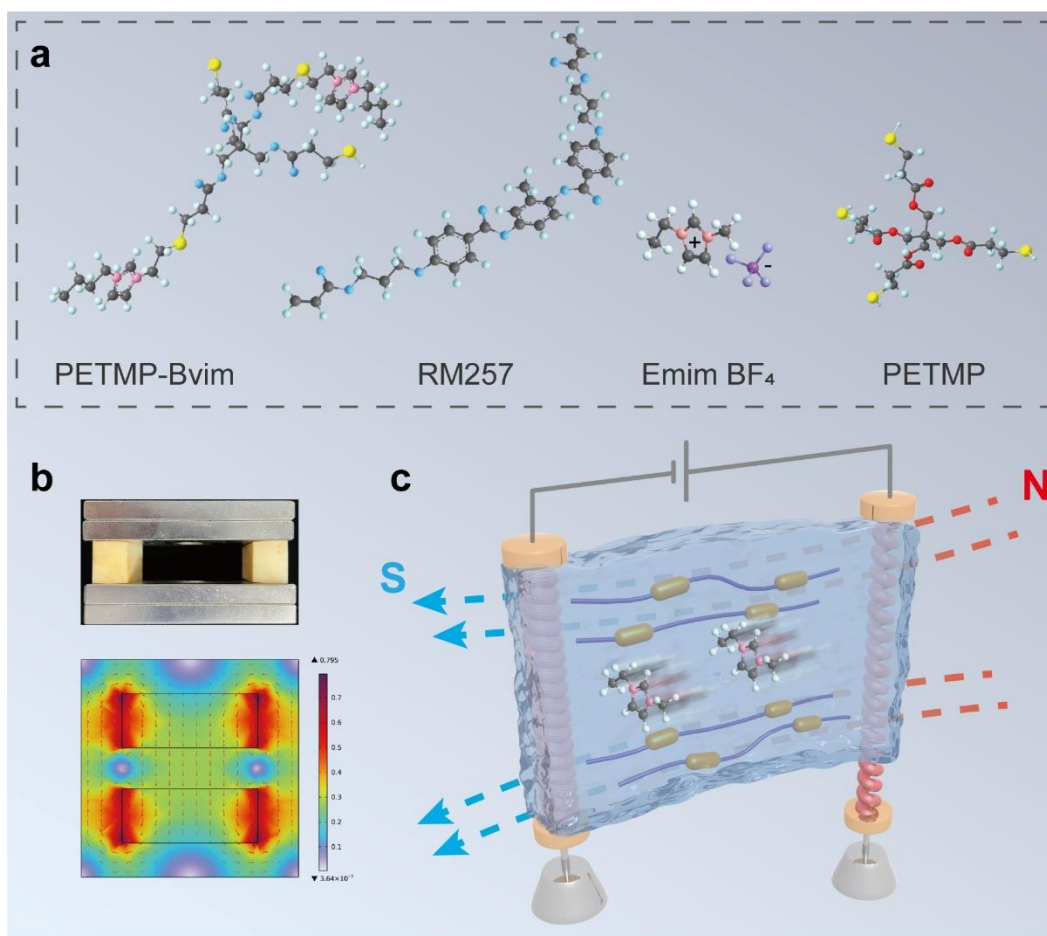 a
+
-
PETMP-Bvim
RM257
Emim BF₄
PETMP
b
▲ 0.795
0.7
0.6
0.5
0.4
0.3
0.2
0.1
▼ 3.64×10⁻³
c
N
S